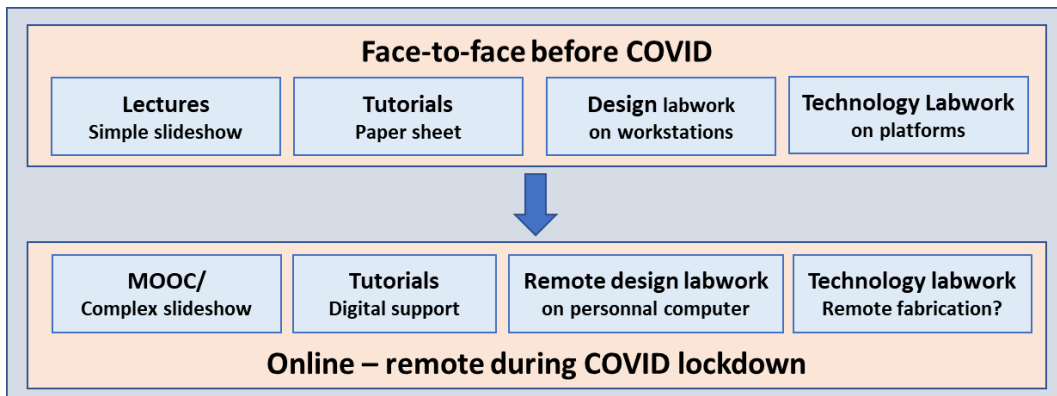 Face-to-face before COVID
Lectures
Simple slideshow
Tutorials
Paper sheet
Design labwork
on workstations
Technology Labwork
on platforms
MOOC/
Complex slideshow
Tutorials
Digital support
Remote design labwork
on personnal computer
Technology labwork
Remote fabrication?
Online – remote during COVID lockdown